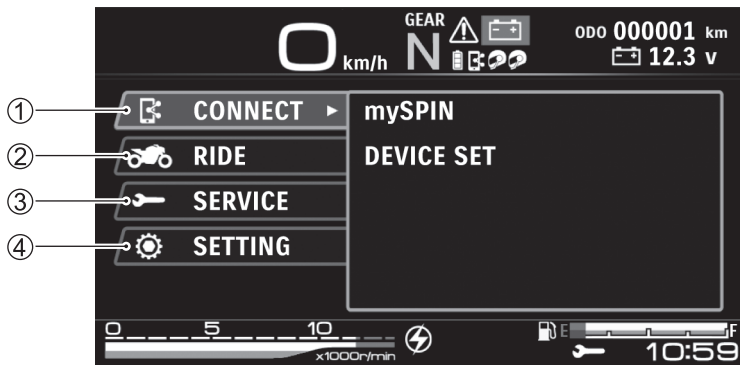 GEAR
0 km/h N
ODO 000001 km
12.3 V
① CONNECT
mySPIN
② RIDE
DEVICE SET
③ SERVICE
④ SETTING
0 5 10
x1000r/min
E F
10:59